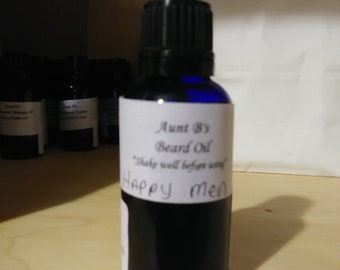 Aunt B's
Beard Oil
"Shake well before using"
Happy Men